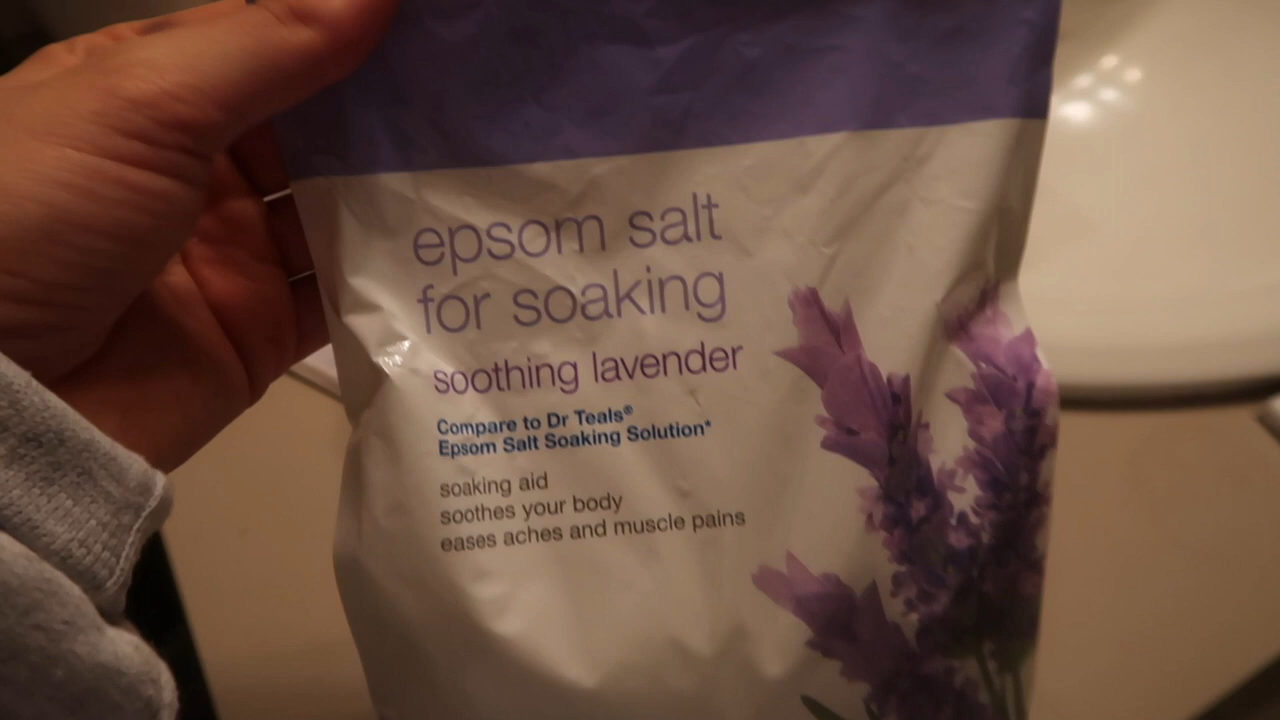 epsom salt
for soaking
soothing lavender
Compare to Dr Teals®
Epsom Salt Soaking Solution*
soaking aid
soothes your body
eases aches and muscle pains